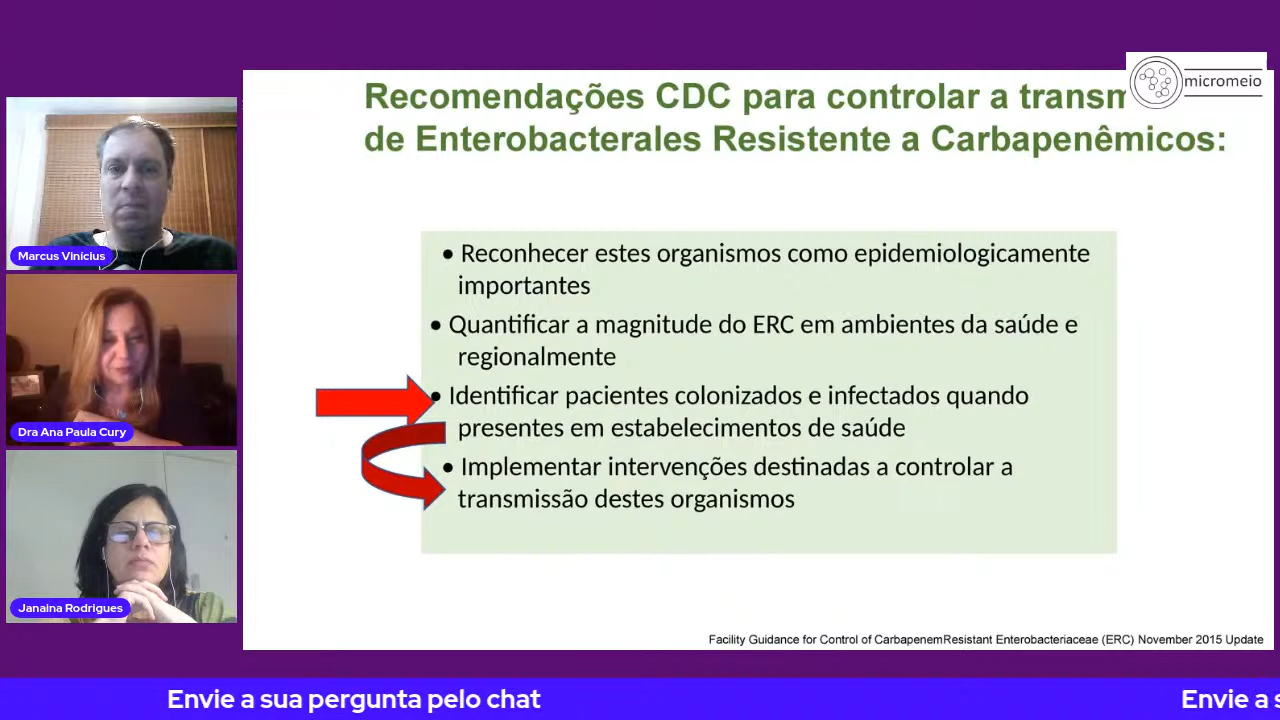 Recomendações CDC para controlar a transm
micromeio
de Enterobacterales Resistente a Carbapenêmicos:
• Reconhecer estes organismos como epidemiologicamente
importantes
• Quantificar a magnitude do ERC em ambientes da saúde e
regionalmente
• Identificar pacientes colonizados e infectados quando
presentes em estabelecimentos de saúde
• Implementar intervenções destinadas a controlar a
transmissão destes organismos
Facility Guidance for Control of CarbapenemResistant Enterobacteriaceae (ERC) November 2015 Update
Marcus Vinícius
Dra Ana Paula Cury
Janaina Rodrigues
Envie a sua pergunta pelo chat
Envie a s